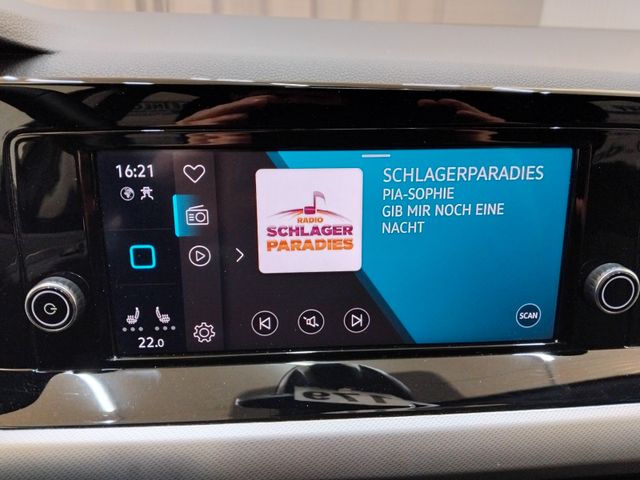 16:21
SCHLAGERPARADIES
PIA-SOPHIE
GIB MIR NOCH EINE
NACHT
RADIO
SCHLAGER
PARADIES
SCAN
22.0